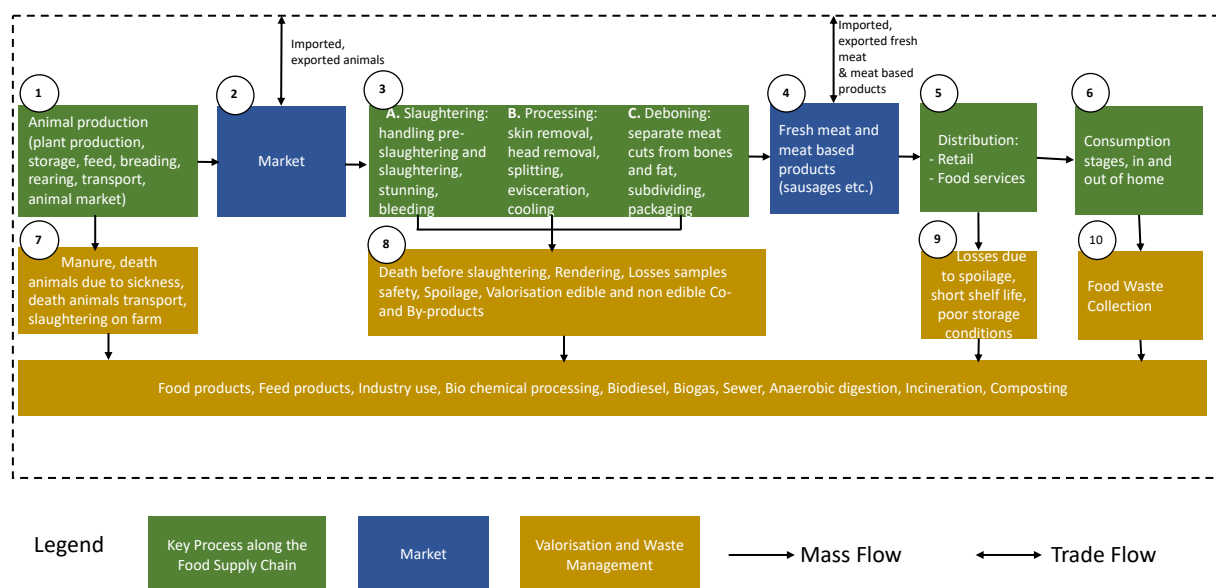 Imported,
exported animals
Imported,
exported fresh
meat
& meat based
products
1
Animal production
(plant production,
storage, feed, breading,
rearing, transport,
animal market)
2
Market
3
A. Slaughtering:
handling pre-
slaughtering and
slaughtering,
stunning,
bleeding
B. Processing:
skin removal,
head removal,
splitting,
evisceration,
cooling
C. Deboning:
separate meat
cuts from bones
and fat,
subdividing,
packaging
4
Fresh meat and
meat based
products
(sausages etc.)
5
Distribution:
- Retail
- Food services
6
Consumption
stages, in and
out of home
7
Manure, death
animals due to sickness,
death animals transport,
slaughtering on farm
8
Death before slaughtering, Rendering, Losses samples
safety, Spoilage, Valorisation edible and non edible Co-
and By-products
9
Losses due
to spoilage,
short shelf life,
poor storage
conditions
10
Food Waste
Collection
Food products, Feed products, Industry use, Bio chemical processing, Biodiesel, Biogas, Sewer, Anaerobic digestion, Incineration, Composting
Legend
Key Process along the
Food Supply Chain
Market
Valorisation and Waste
Management
Mass Flow
Trade Flow